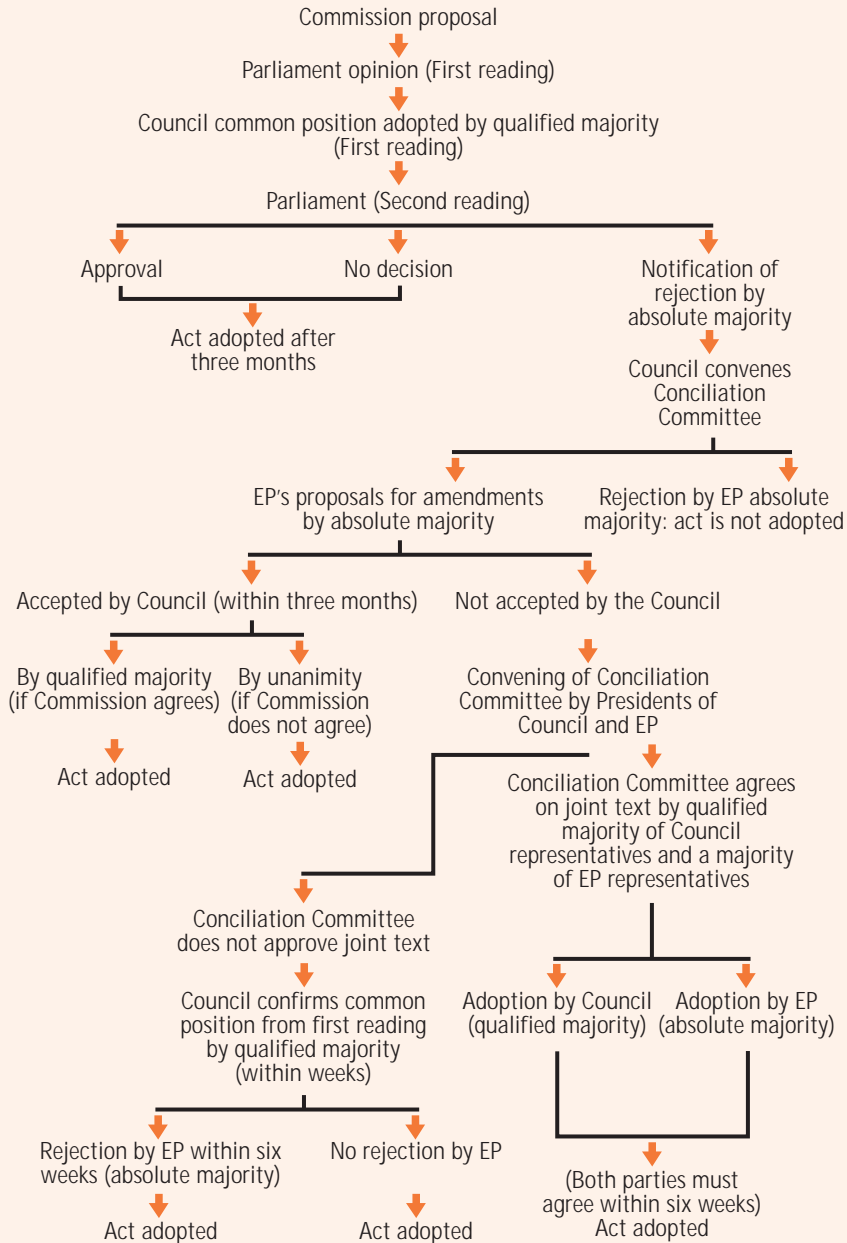 Commission proposal
Parliament opinion (First reading)
Council common position adopted by qualified majority
(First reading)
Parliament (Second reading)
Approval
No decision
Notification of
rejection by
absolute majority
Act adopted after
three months
Council convenes
Conciliation
Committee
EP's proposals for amendments
by absolute majority
Rejection by EP absolute
majority: act is not adopted
Accepted by Council (within three months)
Not accepted by the Council
By qualified majority
(if Commission agrees)
By unanimity
(if Commission
does not agree)
Convening of Conciliation
Committee by Presidents of
Council and EP
Act adopted
Act adopted
Conciliation Committee agrees
on joint text by qualified
majority of Council
representatives and a majority
of EP representatives
Conciliation Committee
does not approve joint text
Council confirms common
position from first reading
by qualified majority
(within weeks)
Adoption by Council
(qualified majority)
Adoption by EP
(absolute majority)
Rejection by EP within six
weeks (absolute majority)
No rejection by EP
(Both parties must
agree within six weeks)
Act adopted
Act adopted
Act adopted